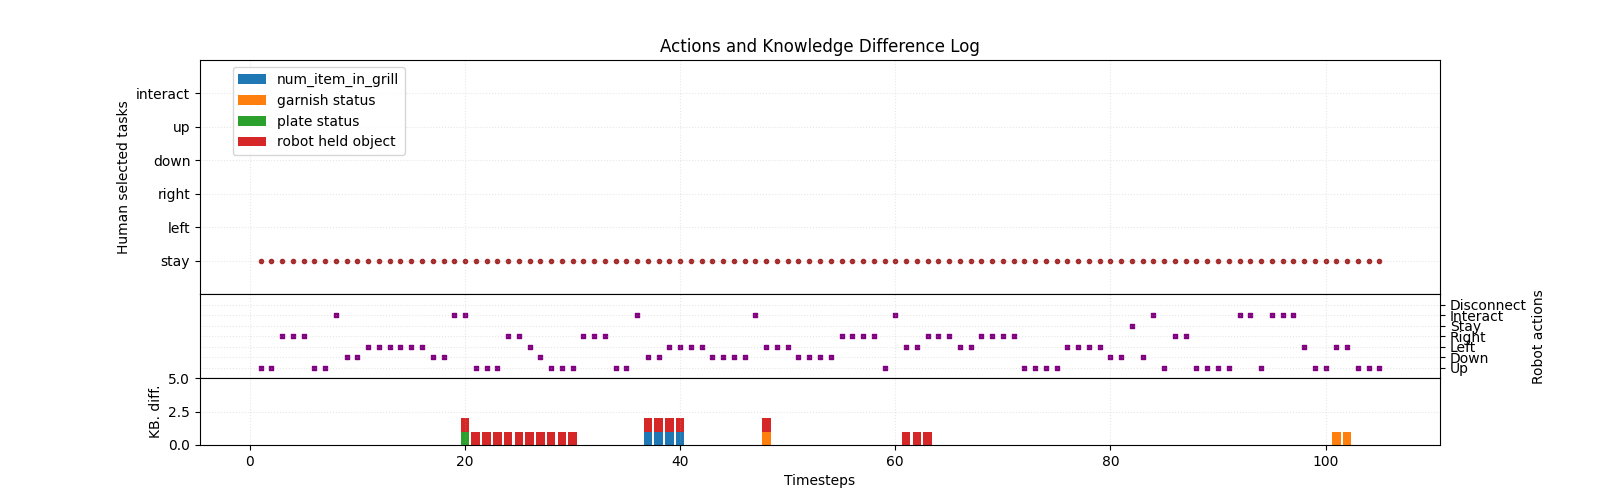 Actions and Knowledge Difference Log
num_item_in_grill
garnish status
plate status
robot held object
Human selected tasks
interact
up
down
right
left
stay
Disconnect
Interact
Stay
Right
Left
Down
Up
Robot actions
KB. diff.
5.0
2.5
0.0
0 20 40 60 80 100
Timesteps